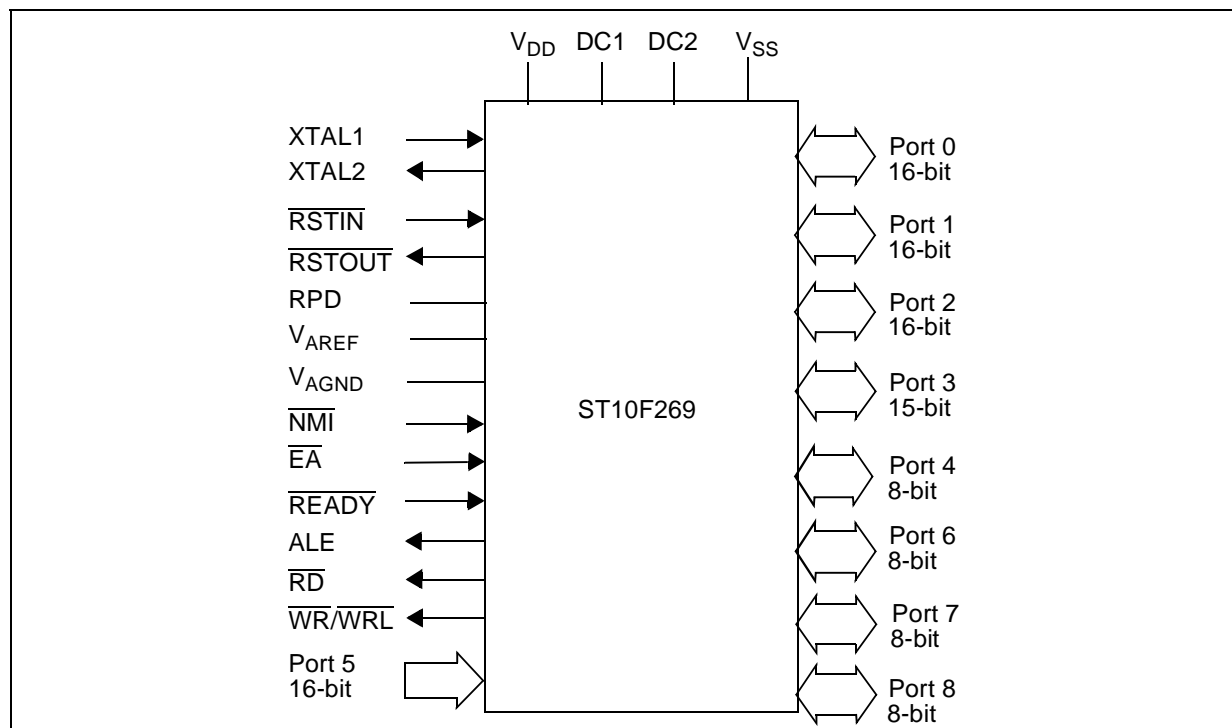 VDD DC1 DC2 VSS
XTAL1
XTAL2
RSTIN
RSTOUT
RPD
VAREF
VAGND
NMI
EA
READY
ALE
RD
WR/WRL
Port 5
16-bit
ST10F269
Port 0
16-bit
Port 1
16-bit
Port 2
16-bit
Port 3
15-bit
Port 4
8-bit
Port 6
8-bit
Port 7
8-bit
Port 8
8-bit